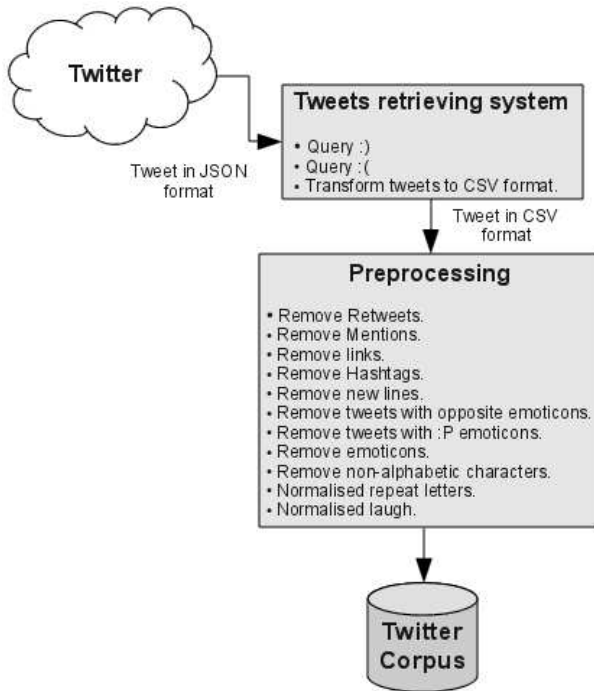 Twitter
Tweets retrieving system
• Query :)
• Query :(
• Transform tweets to CSV format.
Tweet in JSON
format
Tweet in CSV
format
Preprocessing
• Remove Retweets.
• Remove Mentions.
• Remove links.
• Remove Hashtags.
• Remove new lines.
• Remove tweets with opposite emoticons.
• Remove tweets with :P emoticons.
• Remove emoticons.
• Remove non-alphabetic characters.
• Normalised repeat letters.
• Normalised laugh.
Twitter
Corpus